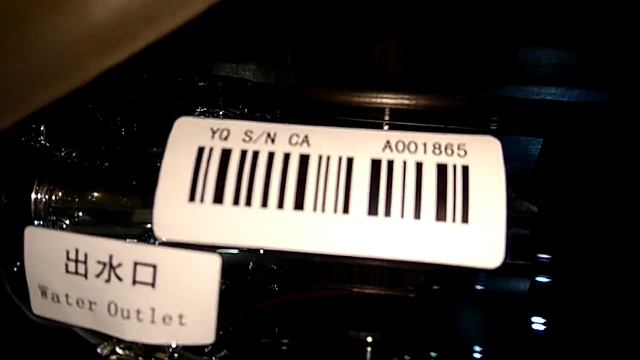 YQ S/N CA A001865
出水口
Water Outlet